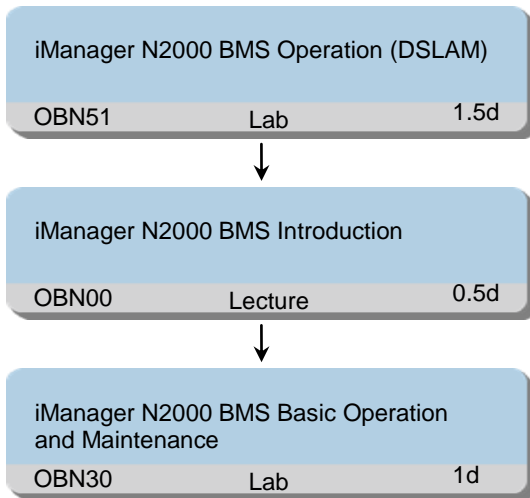 iManager N2000 BMS Operation (DSLAM)
OBN51 Lab 1.5d
iManager N2000 BMS Introduction
OBN00 Lecture 0.5d
iManager N2000 BMS Basic Operation
and Maintenance
OBN30 Lab 1d